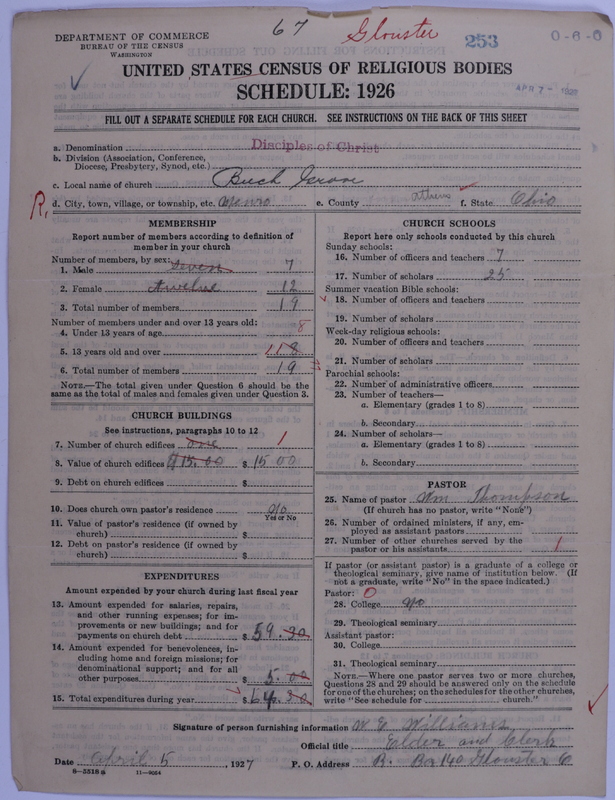 67 Glouster 253 0-6-0
DEPARTMENT OF COMMERCE
BUREAU OF THE CENSUS
WASHINGTON
UNITED STATES CENSUS OF RELIGIOUS BODIES
SCHEDULE: 1926
APR 7 - 1927
FILL OUT A SEPARATE SCHEDULE FOR EACH CHURCH. SEE INSTRUCTIONS ON THE BACK OF THIS SHEET
a. Denomination Disciples of Christ
b. Division (Association, Conference,
Diocese, Presbytery, Synod, etc.)
c. Local name of church Buch Grove
R. d. City, town, village, or township, etc. e. County Athens f. State Ohio
MEMBERSHIP
Report number of members according to definition of
member in your church
Number of members, by sex:
1. Male Seven 7
2. Female twelve 12
3. Total number of members 19
Number of members under and over 13 years old:
4. Under 13 years of age 8
5. 13 years old and over 11
6. Total number of members 19
NOTE.—The total given under Question 6 should be
same as the total of males and females given under Question 3.
CHURCH BUILDINGS
See instructions, paragraphs 10 to 12
7. Number of church edifices one 1
8. Value of church edifices $15.00 $ 15 00
9. Debt on church edifices $
10. Does church own pastor's residence no
Yes or No
11. Value of pastor's residence (if owned by
church) $
12. Debt on pastor's residence (if owned by
church) $
EXPENDITURES
Amount expended by your church during last fiscal year
13. Amount expended for salaries, repairs,
and other running expenses; for im-
provements or new buildings; and for
payments on church debt $ 59.30
14. Amount expended for benevolences, in-
cluding home and foreign missions; for
denominational support; and for all
other purposes $ 5.00
15. Total expenditures during year $ 64.30
CHURCH SCHOOLS
Report here only schools conducted by this church
Sunday schools:
16. Number of officers and teachers 7
17. Number of scholars 25
Summer vacation Bible schools:
18. Number of officers and teachers
19. Number of scholars
Week-day religious schools:
20. Number of officers and teachers
21. Number of scholars
Parochial schools:
22. Number of administrative officers
23. Number of teachers—
a. Elementary (grades 1 to 8)
b. Secondary
24. Number of scholars—
a. Elementary (grades 1 to 8)
b. Secondary
PASTOR
25. Name of pastor Wm Thompson
(If church has no pastor, write "None")
26. Number of ordained ministers, if any, em-
ployed as assistant pastors
27. Number of other churches served by the
pastor or his assistants 1
If pastor (or assistant pastor) is a graduate of a college or
theological seminary, give name of institution below. (If
not a graduate, write "No" in the space indicated.)
Pastor: 0
28. College no
29. Theological seminary
Assistant pastor:
30. College
31. Theological seminary
NOTE.—Where one pastor serves two or more churches,
Questions 28 and 29 should be answered only on the schedule
for one of the churches; on the schedules for the other churches,
write "See schedule for church."
Signature of person furnishing information W E Williams
Official title Elder and Clerk
Date April 5, 1927 P. O. Address R. Box 140 Glouster O
8—5518 a 11—9064